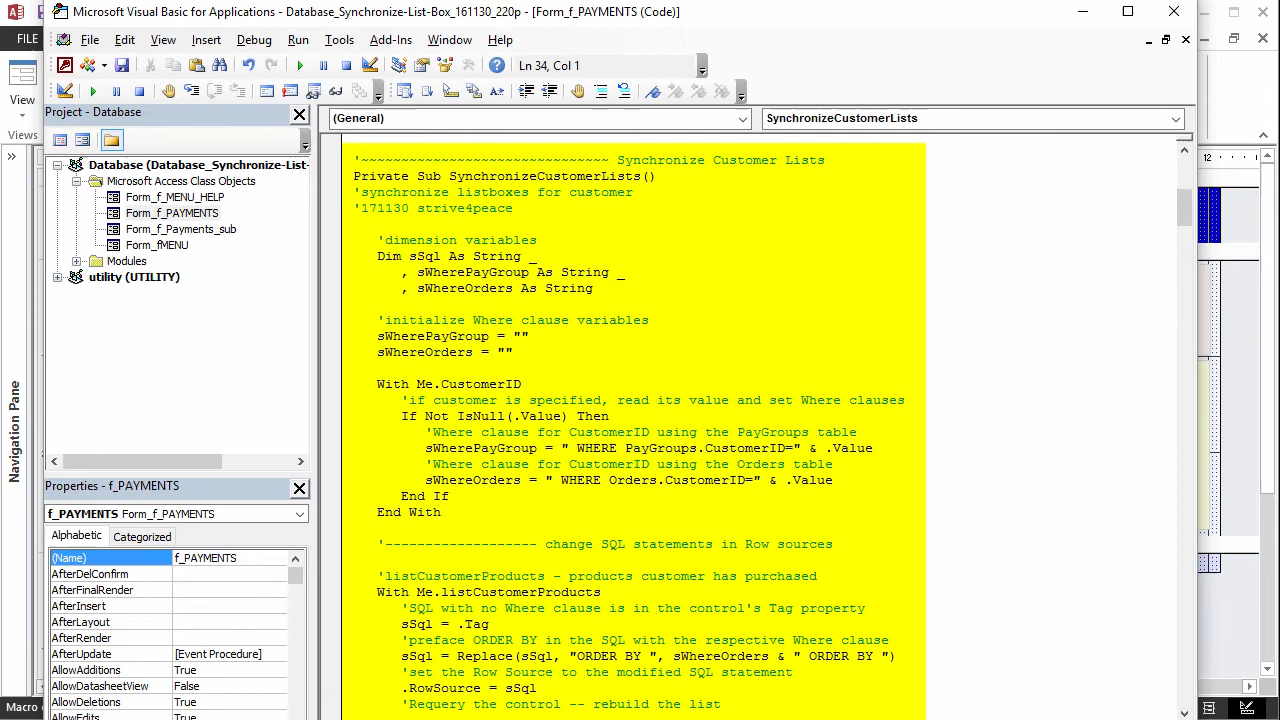 Microsoft Visual Basic for Applications - Database_Synchronize-List-Box_161130_220p - [Form_f_PAYMENTS (Code)]
FILE
File Edit View Insert Debug Run Tools Add-Ins Window Help
Ln 34, Col 1
View
Views
Navigation Pane
Project - Database
Database (Database_Synchronize-List-
Microsoft Access Class Objects
Form_f_MENU_HELP
Form_f_PAYMENTS
Form_f_Payments_sub
Form_fMENU
Modules
utility (UTILITY)
Properties - f_PAYMENTS
f_PAYMENTS Form_f_PAYMENTS
Alphabetic Categorized
(Name) f_PAYMENTS
AfterDelConfirm
AfterFinalRender
AfterInsert
AfterLayout
AfterRender
AfterUpdate [Event Procedure]
AllowAdditions True
AllowDatasheetView False
AllowDeletions True
AllowEdits True
Macro
(General) SynchronizeCustomerLists
'~~~~~~~~~~~~~~~~~~~~~~~~~~~~~~~ Synchronize Customer Lists
Private Sub SynchronizeCustomerLists()
'synchronize listboxes for customer
'171130 strive4peace
'dimension variables
Dim sSql As String _
, sWherePayGroup As String _
, sWhereOrders As String
'initialize Where clause variables
sWherePayGroup = ""
sWhereOrders = ""
With Me.CustomerID
'if customer is specified, read its value and set Where clauses
If Not IsNull(.Value) Then
'Where clause for CustomerID using the PayGroups table
sWherePayGroup = " WHERE PayGroups.CustomerID=" & .Value
'Where clause for CustomerID using the Orders table
sWhereOrders = " WHERE Orders.CustomerID=" & .Value
End If
End With
'------------------- change SQL statements in Row sources
'listCustomerProducts - products customer has purchased
With Me.listCustomerProducts
'SQL with no Where clause is in the control's Tag property
sSql = .Tag
'preface ORDER BY in the SQL with the respective Where clause
sSql = Replace(sSql, "ORDER BY ", sWhereOrders & " ORDER BY ")
'set the Row Source to the modified SQL statement
.RowSource = sSql
'Requery the control -- rebuild the list
12